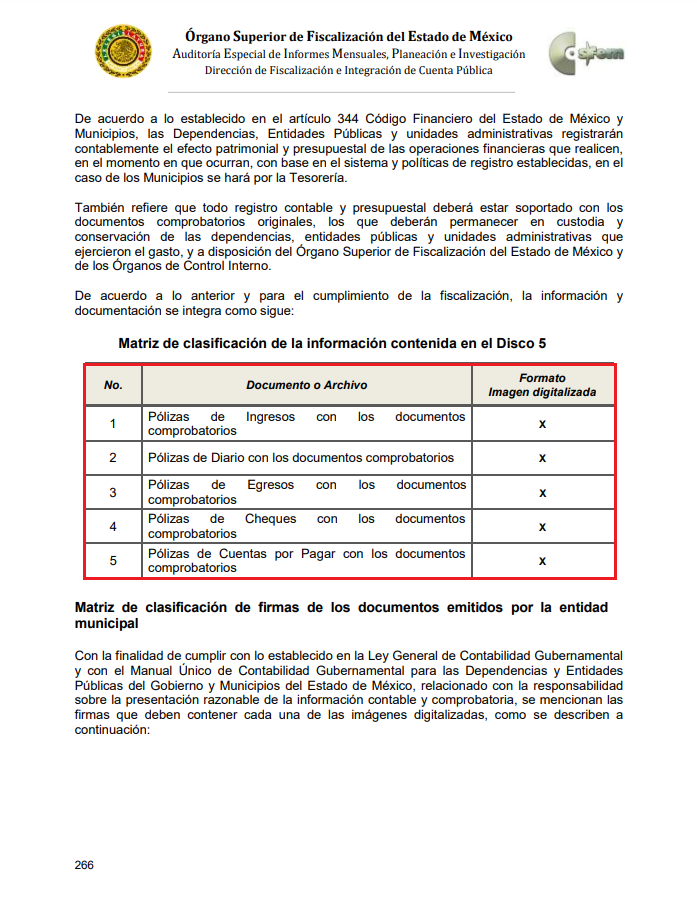 Órgano Superior de Fiscalización del Estado de México
Auditoría Especial de Informes Mensuales, Planeación e Investigación
Dirección de Fiscalización e Integración de Cuenta Pública
osfem
De acuerdo a lo establecido en el artículo 344 Código Financiero del Estado de México y
Municipios, las Dependencias, Entidades Públicas y unidades administrativas registrarán
contablemente el efecto patrimonial y presupuestal de las operaciones financieras que realicen,
en el momento en que ocurran, con base en el sistema y políticas de registro establecidas, en el
caso de los Municipios se hará por la Tesorería.
También refiere que todo registro contable y presupuestal deberá estar soportado con los
documentos comprobatorios originales, los que deberán permanecer en custodia y
conservación de las dependencias, entidades públicas y unidades administrativas que
ejercieron el gasto, y a disposición del Órgano Superior de Fiscalización del Estado de México y
de los Órganos de Control Interno.
De acuerdo a lo anterior y para el cumplimiento de la fiscalización, la información y
documentación se integra como sigue:
Matriz de clasificación de la información contenida en el Disco 5
No. Documento o Archivo Formato
Imagen digitalizada
1 Pólizas de Ingresos con los documentos
comprobatorios X
2 Pólizas de Diario con los documentos comprobatorios X
3 Pólizas de Egresos con los documentos
comprobatorios X
4 Pólizas de Cheques con los documentos
comprobatorios X
5 Pólizas de Cuentas por Pagar con los documentos
comprobatorios X
Matriz de clasificación de firmas de los documentos emitidos por la entidad
municipal
Con la finalidad de cumplir con lo establecido en la Ley General de Contabilidad Gubernamental
y con el Manual Único de Contabilidad Gubernamental para las Dependencias y Entidades
Públicas del Gobierno y Municipios del Estado de México, relacionado con la responsabilidad
sobre la presentación razonable de la información contable y comprobatoria, se mencionan las
firmas que deben contener cada una de las imágenes digitalizadas, como se describen a
continuación:
266